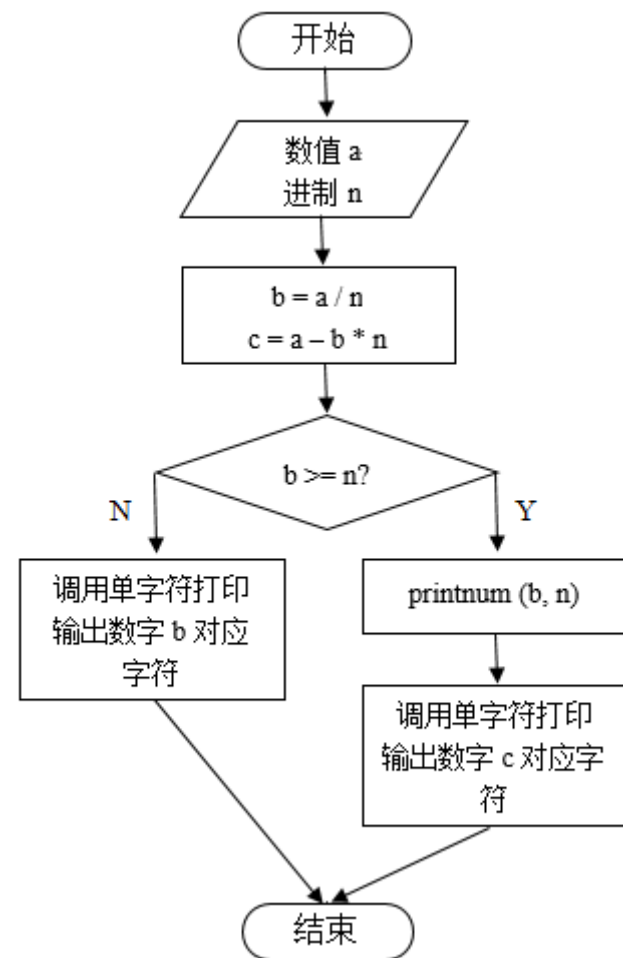 开始
数值 a
进制 n
b = a / n
c = a – b * n
b >= n?
N
Y
调用单字符打印
输出数字 b 对应
字符
printnum (b, n)
调用单字符打印
输出数字 c 对应字
符
结束